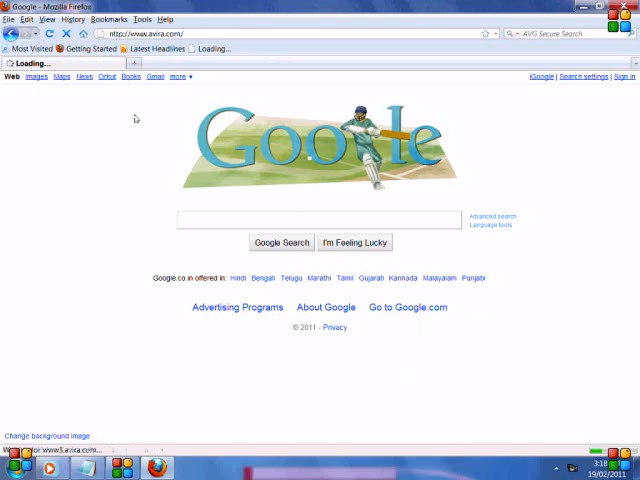 Google - Mozilla Firefox
File Edit View History Bookmarks Tools Help
http://www.avira.com/
AVG Secure Search
Most Visited Getting Started Latest Headlines Loading...
Loading...
Web Images Maps News Orkut Books Gmail more ▼
iGoogle | Search settings | Sign in
Google
Advanced search
Language tools
Google Search I'm Feeling Lucky
Google.co.in offered in: Hindi Bengali Telugu Marathi Tamil Gujarati Kannada Malayalam Punjabi
Advertising Programs About Google Go to Google.com
© 2011 - Privacy
Change background image
www3.avira.com...
3:18
19/02/2011